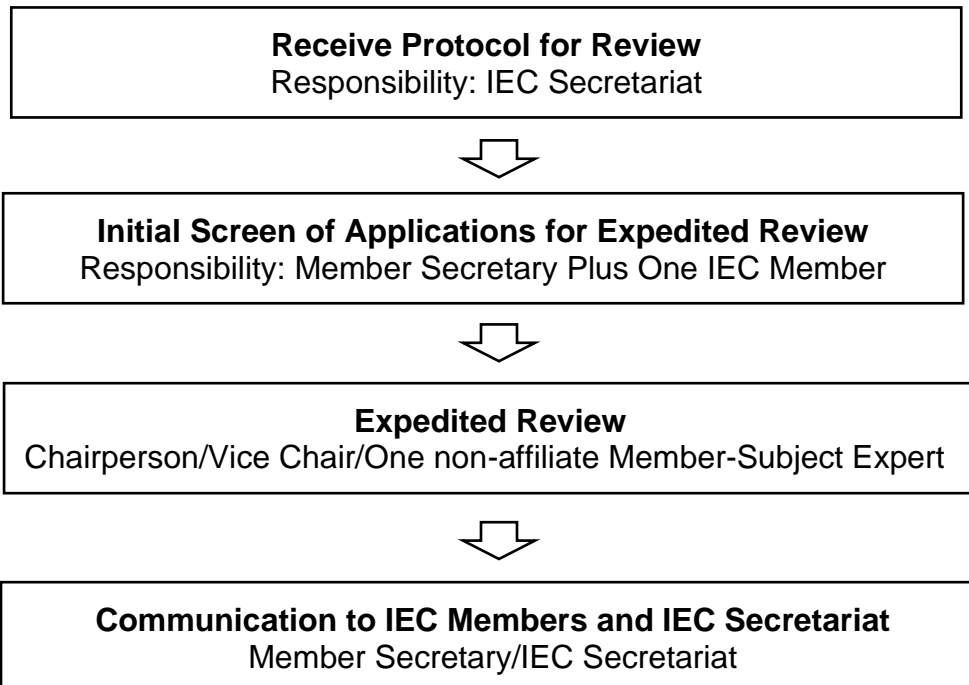 Receive Protocol for Review
Responsibility: IEC Secretariat
Initial Screen of Applications for Expedited Review
Responsibility: Member Secretary Plus One IEC Member
Expedited Review
Chairperson/Vice Chair/One non-affiliate Member-Subject Expert
Communication to IEC Members and IEC Secretariat
Member Secretary/IEC Secretariat